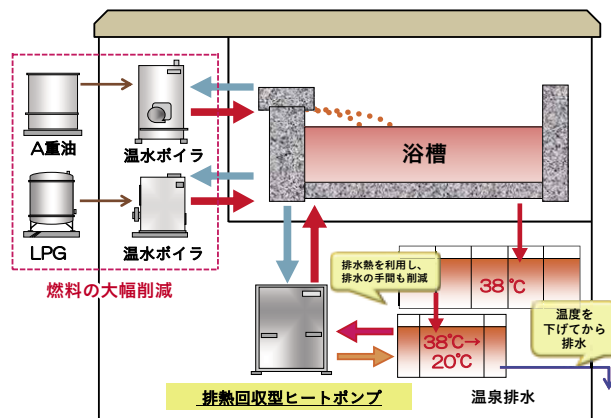 A重油
温水ボイラ
浴槽
LPG
温水ボイラ
燃料の大幅削減
排水熱を利用し、
排水の手間も削減
38℃
温度を
下げてから
排水
38℃→
20℃
排熱回収型ヒートポンプ
温泉排水